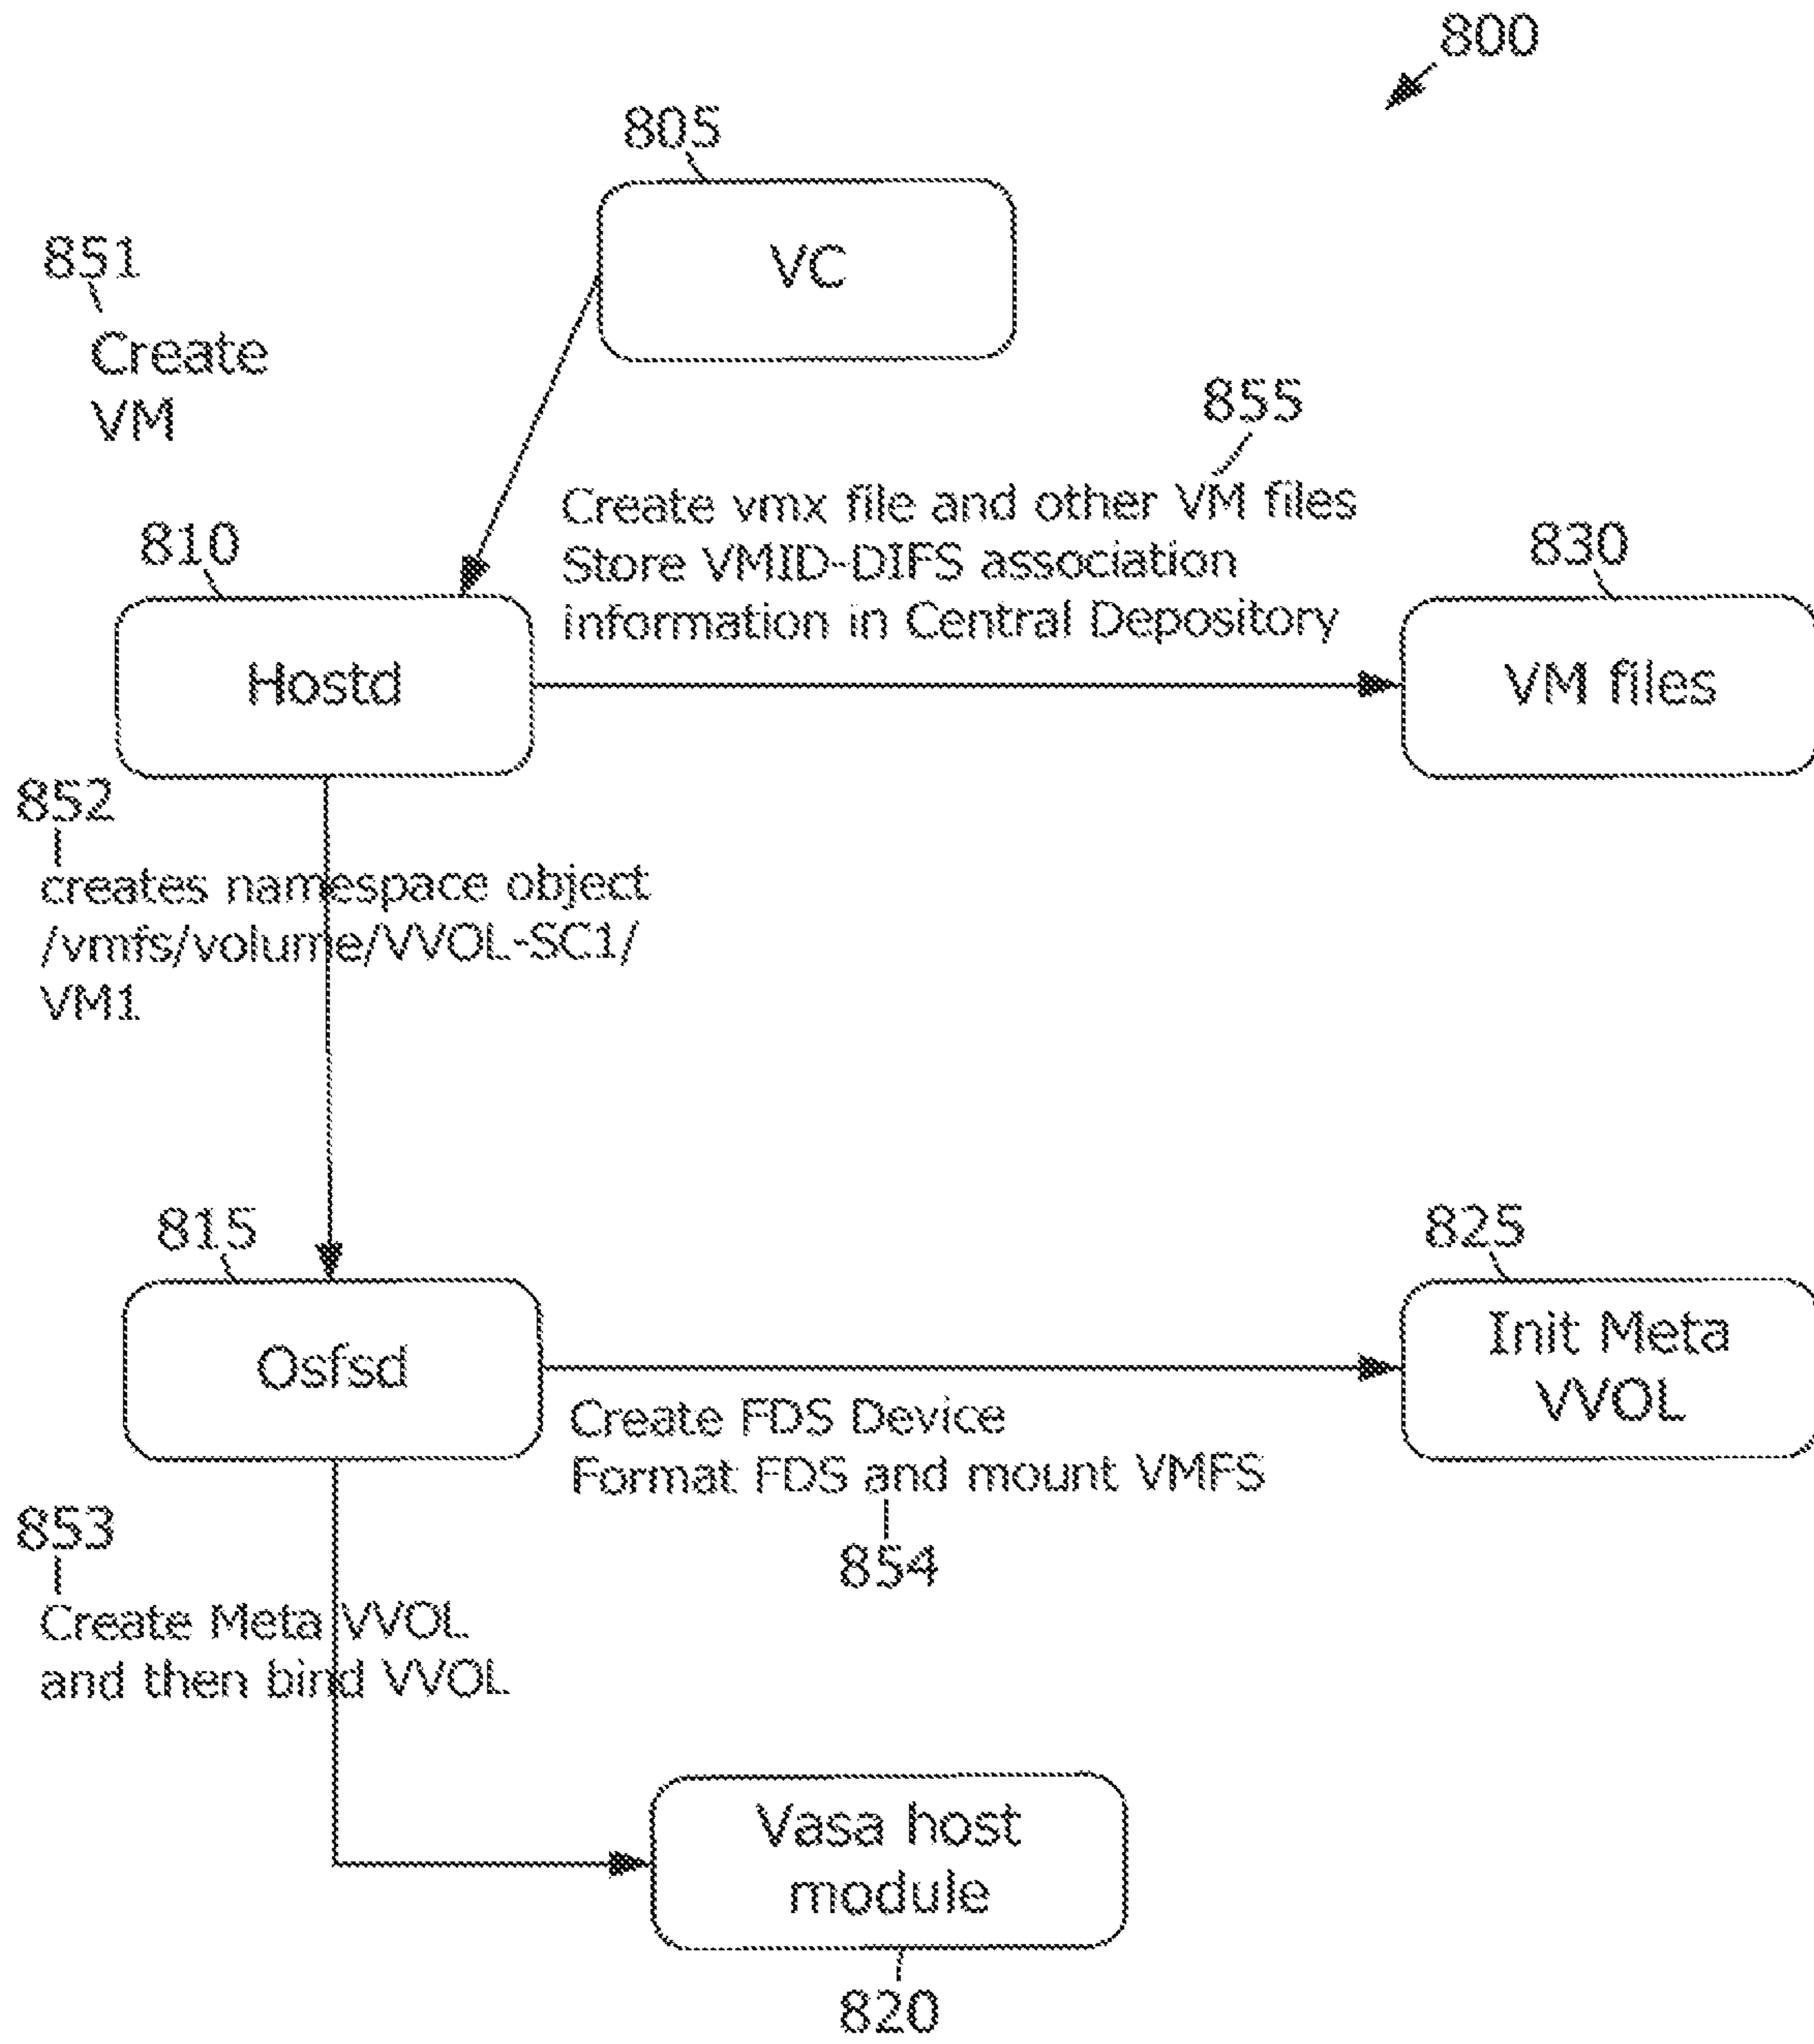 800
805
VC
851
Create
VM
855
Create vmx file and other VM files
Store VMID-DIFS association
information in Central Depository
810
Hostd
830
VM files
852
creates namespace object
/vmfs/volume/VVOL-SC1/
VM1
815
Osfsd
825
Init Meta
VVOL
Create FDS Device
Format FDS and mount VMFS
854
853
Create Meta VVOL
and then bind VVOL
Vasa host
module
820